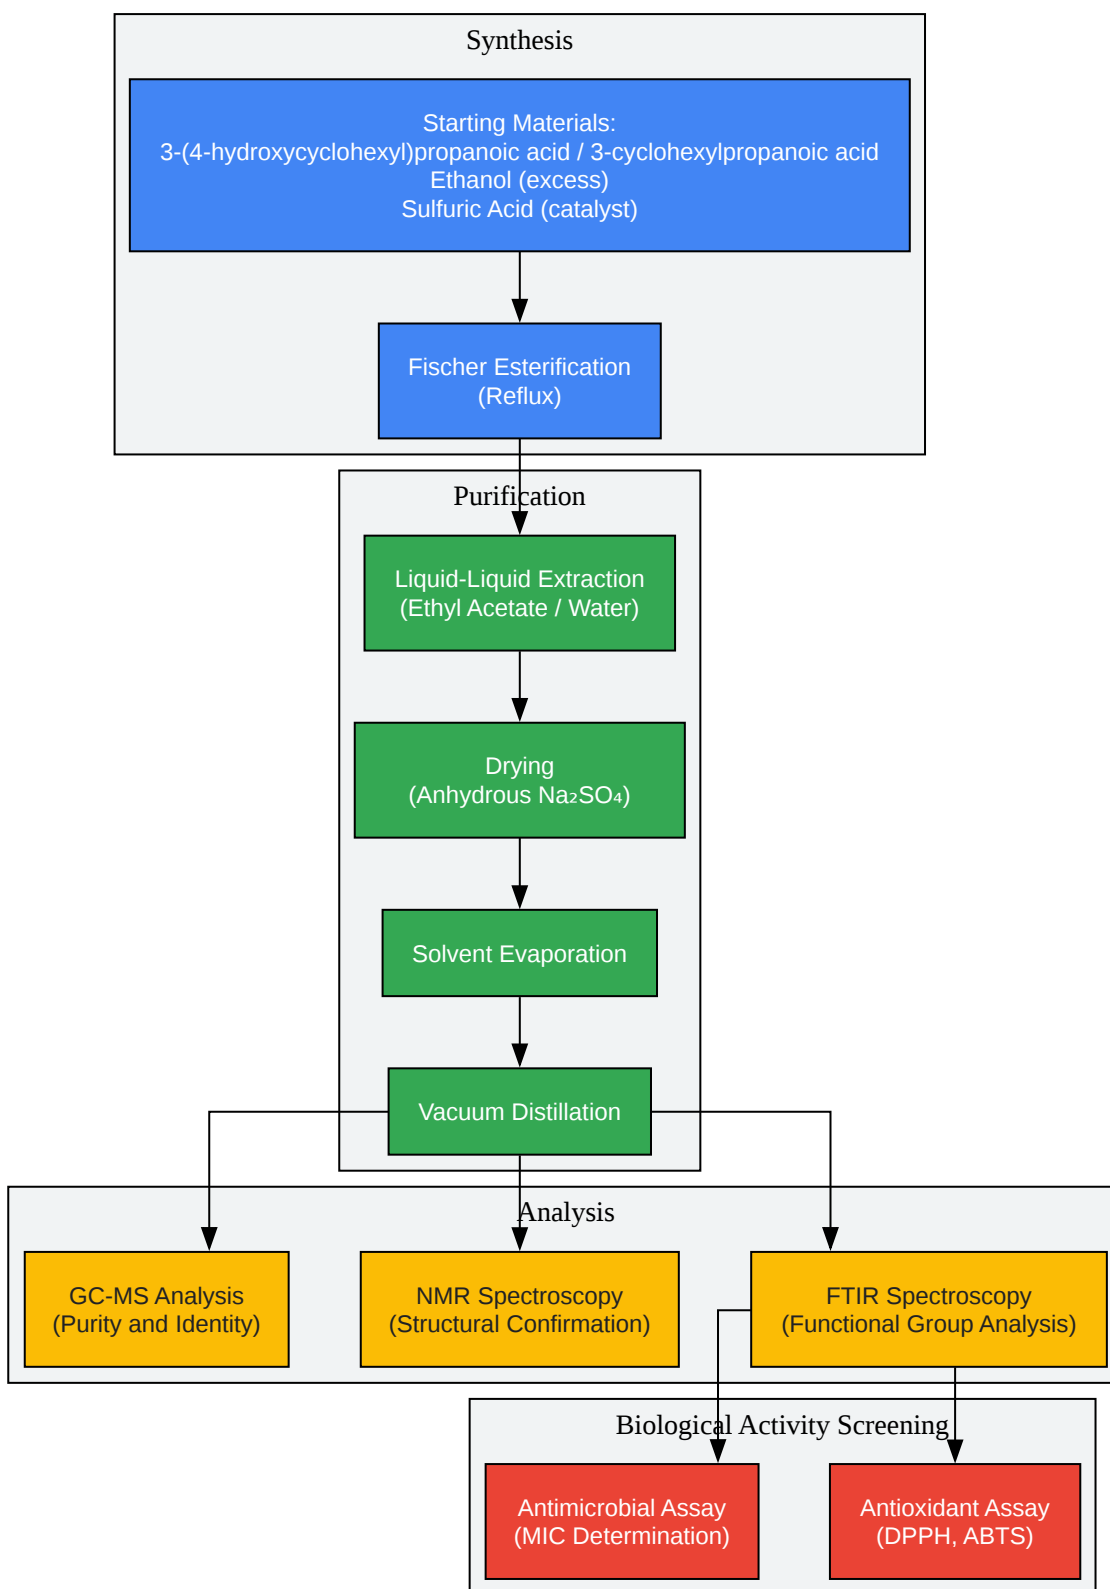 Synthesis
Starting Materials:
3-(4-hydroxycyclohexyl)propanoic acid / 3-cyclohexylpropanoic acid
Ethanol (excess)
Sulfuric Acid (catalyst)
Fischer Esterification
(Reflux)
Purification
Liquid-Liquid Extraction
(Ethyl Acetate / Water)
Drying
(Anhydrous Na₂SO₄)
Solvent Evaporation
Vacuum Distillation
Analysis
GC-MS Analysis
(Purity and Identity)
NMR Spectroscopy
(Structural Confirmation)
FTIR Spectroscopy
(Functional Group Analysis)
Biological Activity Screening
Antimicrobial Assay
(MIC Determination)
Antioxidant Assay
(DPPH, ABTS)